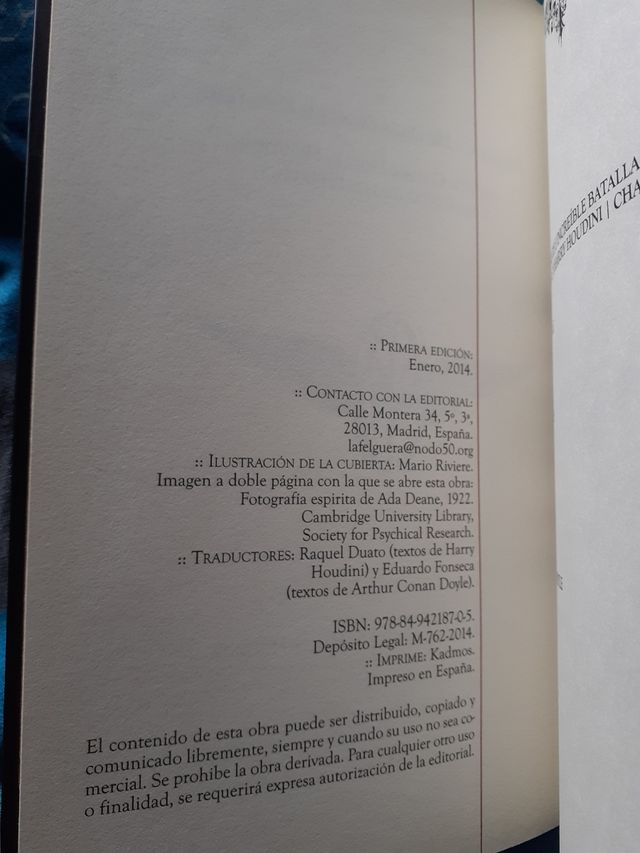 :: PRIMERA EDICIÓN:
Enero, 2014.
:: CONTACTO CON LA EDITORIAL:
Calle Montera 34, 5º, 3ª,
28013, Madrid, España.
lafelguera@nodo50.org
:: ILUSTRACIÓN DE LA CUBIERTA: Mario Riviere.
Imagen a doble página con la que se abre esta obra:
Fotografía espirita de Ada Deane, 1922.
Cambridge University Library,
Society for Psychical Research.
:: TRADUCTORES: Raquel Duato (textos de Harry
Houdini) y Eduardo Fonseca
(textos de Arthur Conan Doyle).
ISBN: 978-84-942187-0-5.
Depósito Legal: M-762-2014.
:: IMPRIME: Kadmos.
Impreso en España.
El contenido de esta obra puede ser distribuido, copiado y
comunicado libremente, siempre y cuando su uso no sea co-
mercial. Se prohibe la obra derivada. Para cualquier otro uso
o finalidad, se requerirá expresa autorización de la editorial.
BATALLA
HOUDINI | CHA